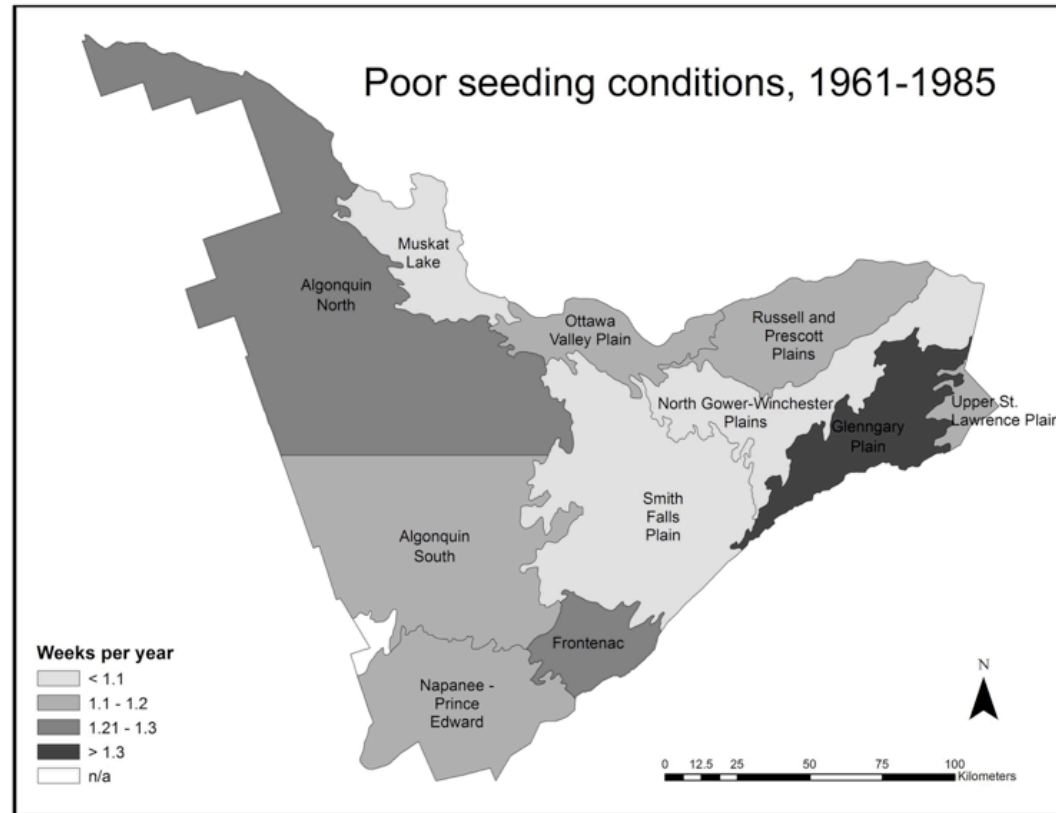 Poor seeding conditions, 1961-1985
Muskat
Lake
Algonquin
North
Ottawa
Valley Plain
Russell and
Prescott
Plains
North Gower-Winchester
Plains
Upper St.
Lawrence Plain
Glenngary
Plain
Smith
Falls
Plain
Algonquin
South
Frontenac
Napanee -
Prince
Edward
Weeks per year
< 1.1
1.1 - 1.2
1.21 - 1.3
> 1.3
n/a
N
0 12.5 25 50 75 100
Kilometers